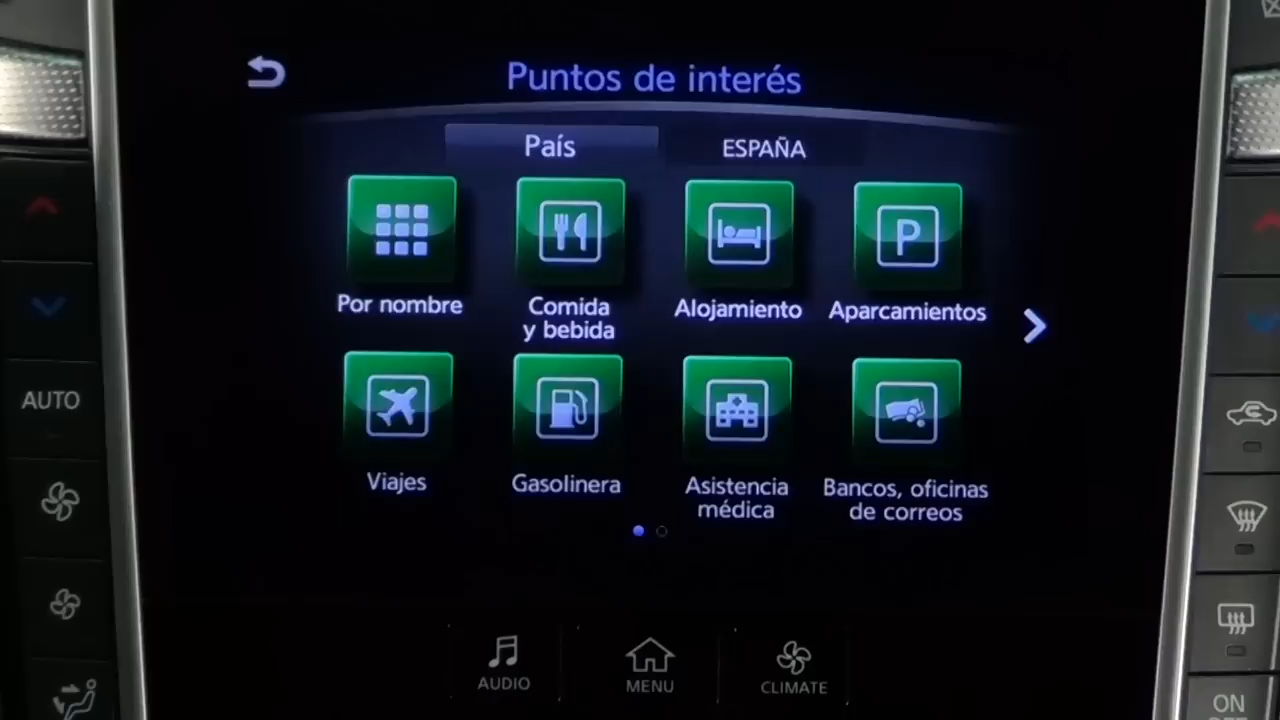 Puntos de interés
País
ESPAÑA
Por nombre
Comida
y bebida
Alojamiento
P
Aparcamientos
Viajes
Gasolinera
Asistencia
médica
Bancos, oficinas
de correos
AUTO
AUDIO
MENU
CLIMATE
ON